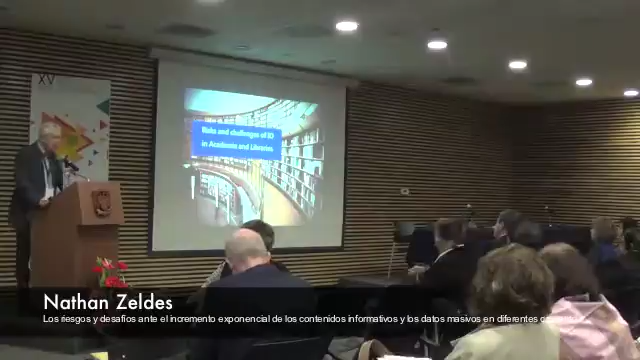 XV
Risks and challenges of IO
in Academia and Libraries
Nathan Zeldes
Los riesgos y desafíos ante el incremento exponencial de los contenidos informativos y los datos masivos en diferentes